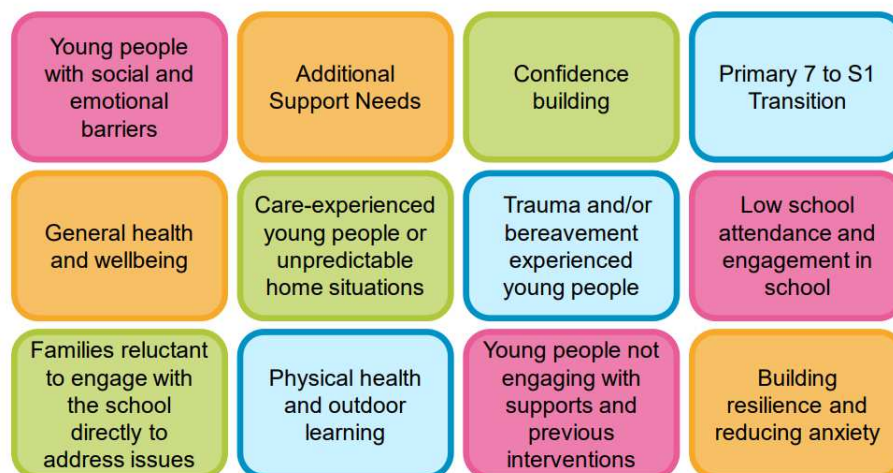 Young people
with social and
emotional
barriers
Additional
Support Needs
Confidence
building
Primary 7 to S1
Transition
General health
and wellbeing
Care-experienced
young people or
unpredictable
home situations
Trauma and/or
bereavement
experienced
young people
Low school
attendance and
engagement in
school
Families reluctant
to engage with
the school
directly to
address issues
Physical health
and outdoor
learning
Young people not
engaging with
supports and
previous
interventions
Building
resilience and
reducing anxiety